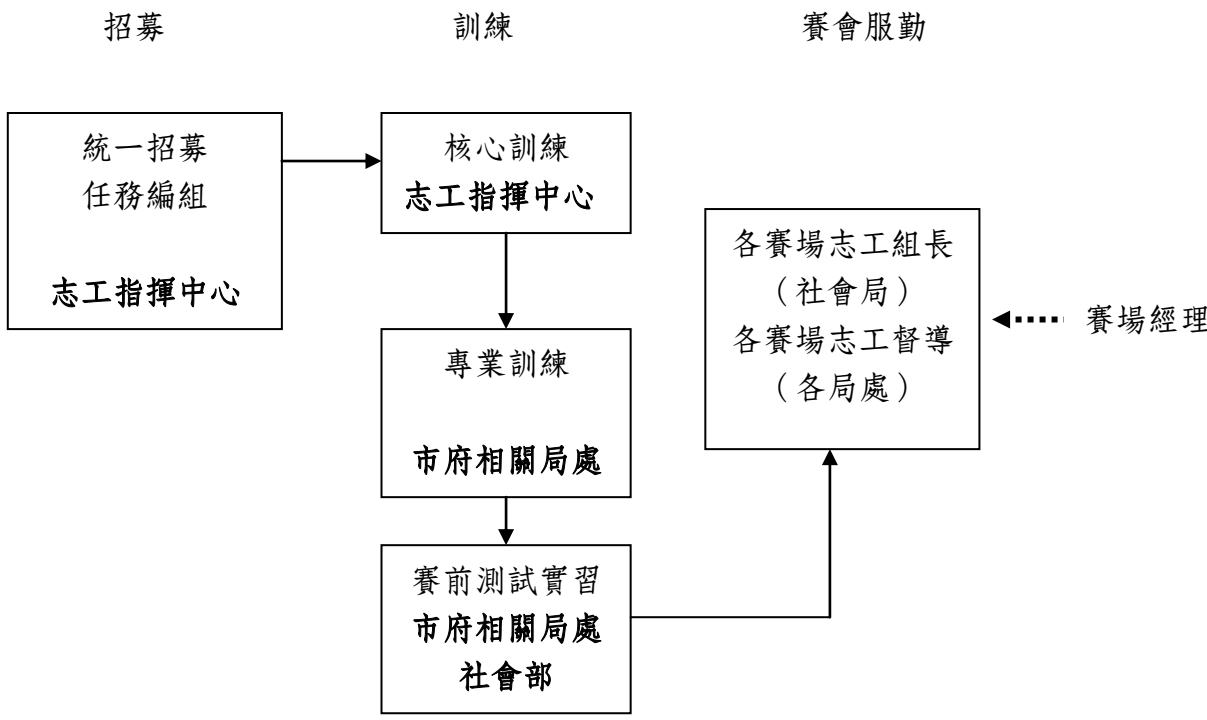 招募
訓練
賽會服勤
統一招募
任務編組
志工指揮中心
核心訓練
志工指揮中心
專業訓練
市府相關局處
賽前測試實習
市府相關局處
社會部
各賽場志工組長
（社會局）
各賽場志工督導
（各局處）
賽場經理